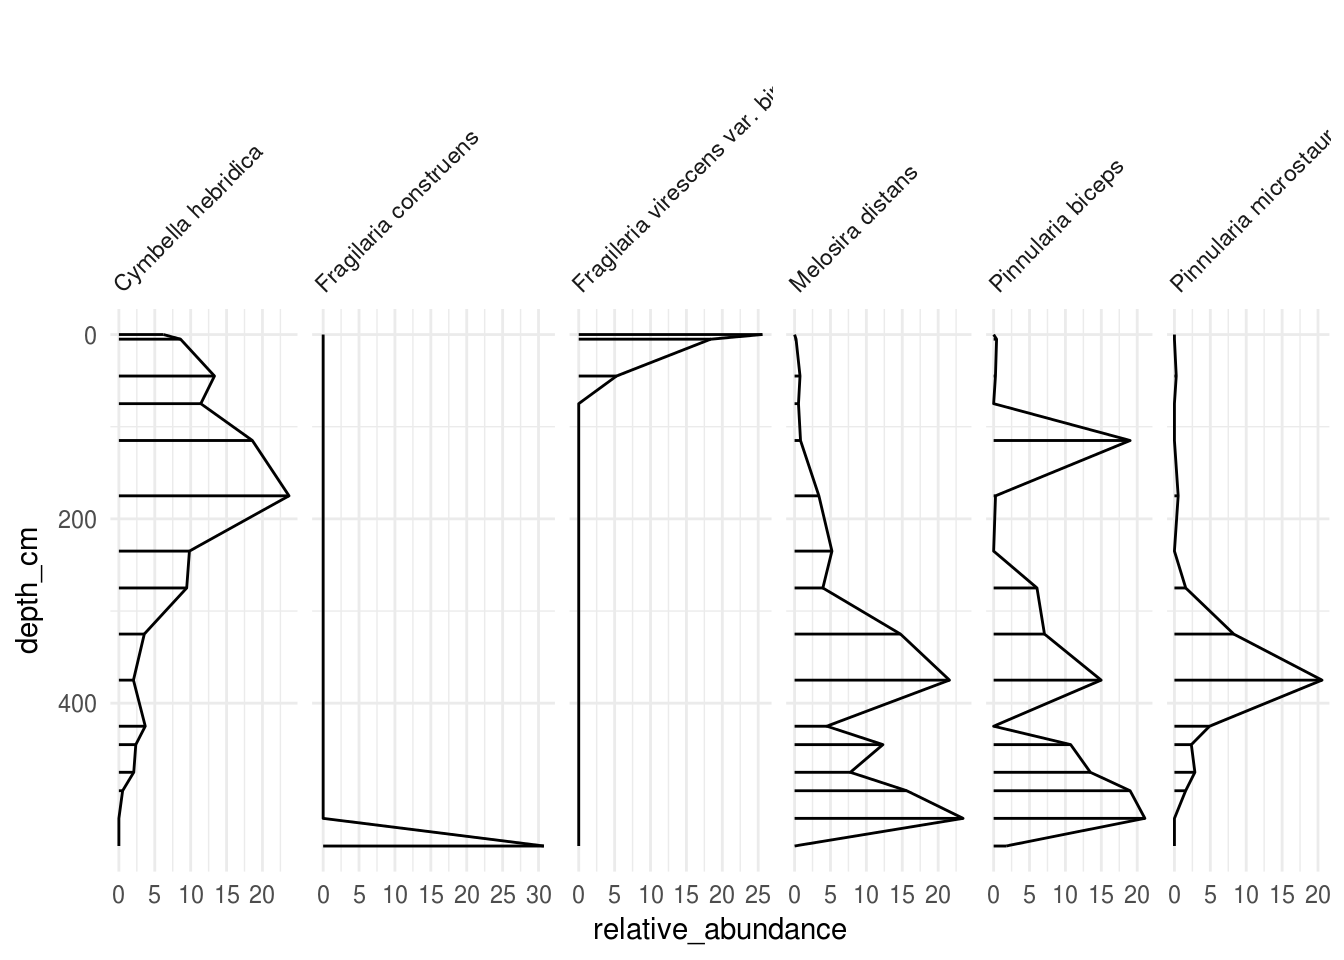 Cymbella hebridica
Fragilaria construens
Fragilaria virescens var.
Melosira distans
Pinnularia biceps
Pinnularia
0
200
400
depth_cm
0 5 10 15 20
0 5 10 15 20 25 30
0 5 10 15 20 25
0 5 10 15 20
0 5 10 15 20
0 5 10 15 20
relative_abundance